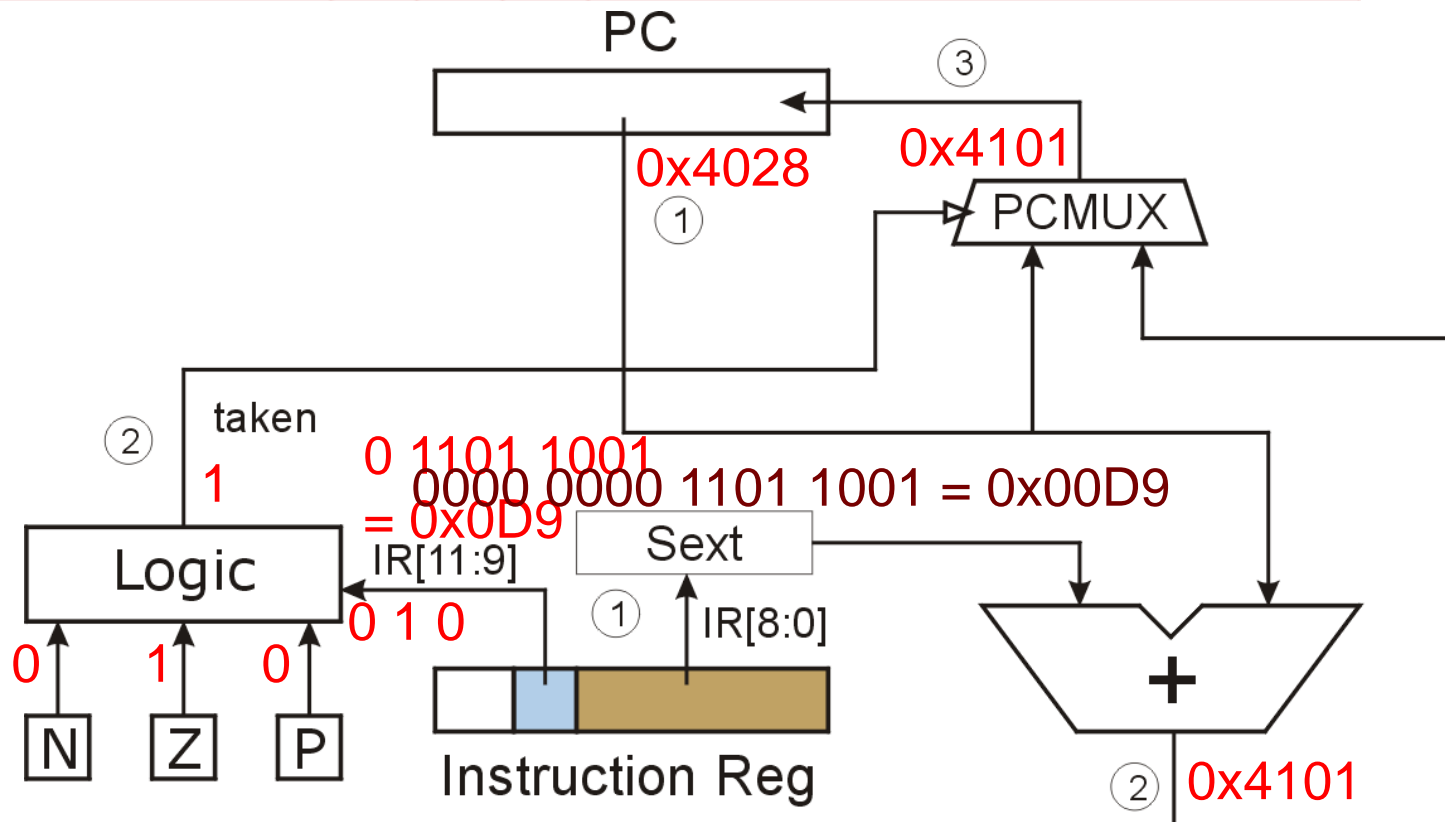 PC
3
0x4028
0x4101
1
PCMUX
taken
2
1
0 1101 1001
= 0x0D9
0000 0000 1101 1001 = 0x00D9
Sext
Logic
IR[11:9]
0 1 0
1
IR[8:0]
0
1
0
+
N
Z
P
Instruction Reg
2
0x4101